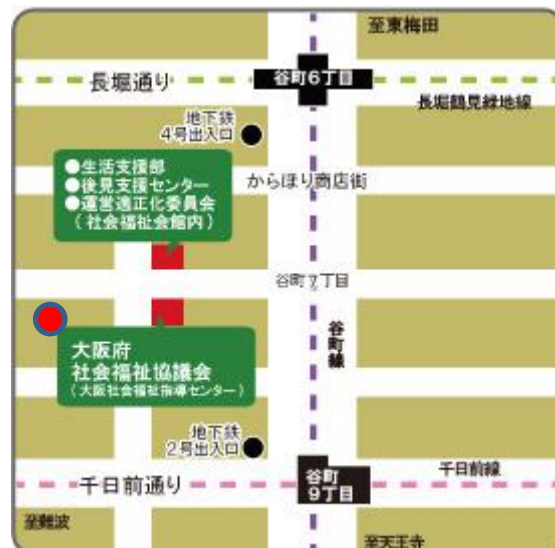 至東梅田
長堀通り
谷町6丁目
長堀鶴見緑地線
地下鉄
4号出入口
●生活支援部
●後見支援センター
●運営適正化委員会
(社会福祉会館内)
からほり商店街
谷町7丁目
谷町線
大阪府
社会福祉協議会
(大阪社会福祉指導センター)
地下鉄
2号出入口
千日前通り
谷町
9丁目
千日前線
至難波
至天王寺